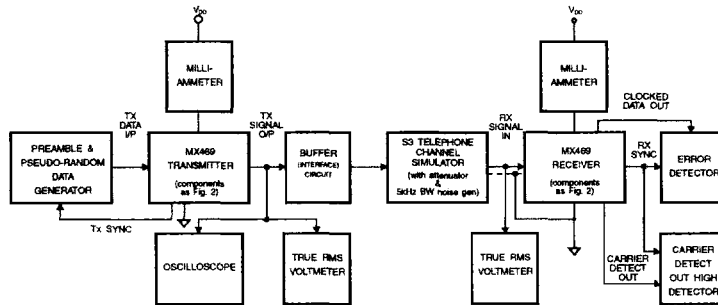 VDD
VDD
MILLI-
AMMETER
MILLI-
AMMETER
CLOCKED
DATA OUT
TX
DATA
I/P
TX
SIGNAL
O/P
RX
SIGNAL
IN
RX
SYNC
PREAMBLE &
PSEUDO-RANDOM
DATA
GENERATOR
MX469
TRANSMITTER
(components
as Fig. 2)
BUFFER
(INTERFACE)
CIRCUIT
S3 TELEPHONE
CHANNEL
SIMULATOR
(with attenuator
&
5kHz BW noise gen)
MX469
RECEIVER
(components
as Fig. 2)
ERROR
DETECTOR
Tx SYNC
OSCILLOSCOPE
TRUE RMS
VOLTMETER
TRUE RMS
VOLTMETER
CARRIER
DETECT
OUT
CARRIER
DETECT
OUT HIGH
DETECTOR